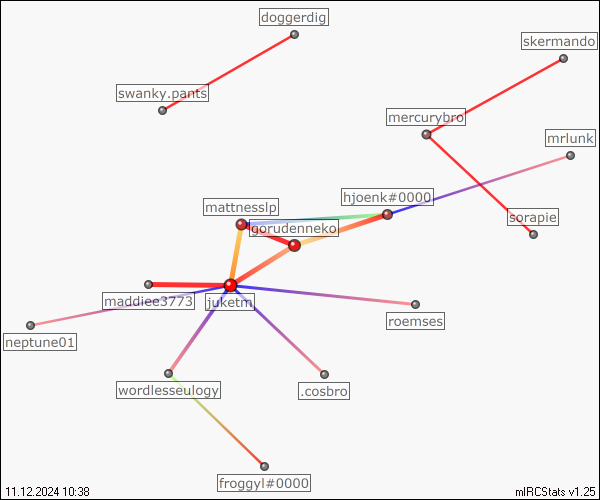 doggerdig
skermando
swanky.pants
mercurybro
mrlunk
hjoenk#0000
mattnesslp
sorapie
gorudenneko
maddiee3773
juketm
roemses
neptune01
wordlesseulogy
.cosbro
froggyl#0000
11.12.2024 10:38
mIRCStats v1.25